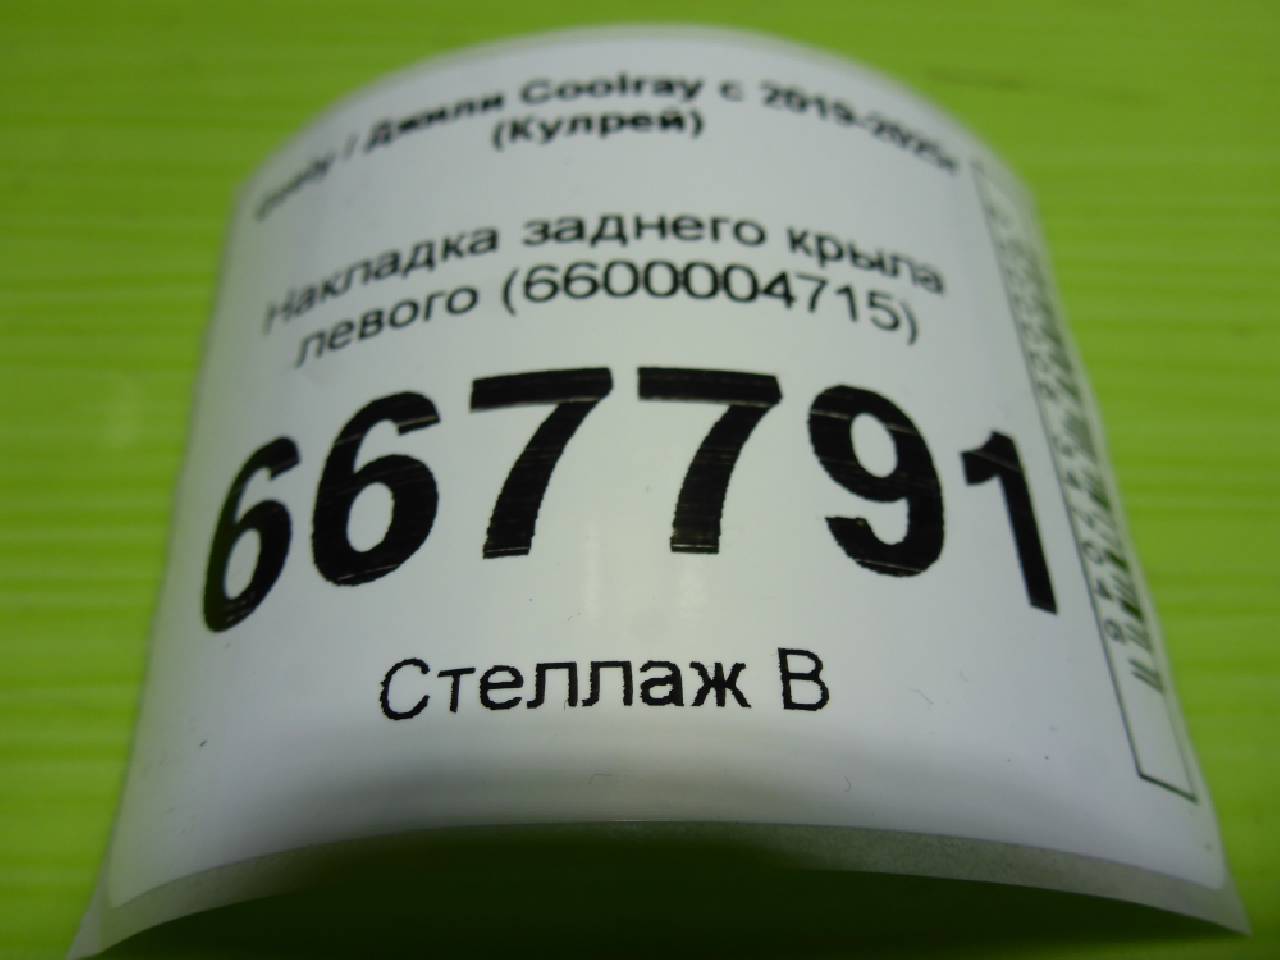 Geely / Джили Coolray с 2019-2025г
(Кулрей)
Накладка заднего крыла
левого (6600004715)
667791
Стеллаж B